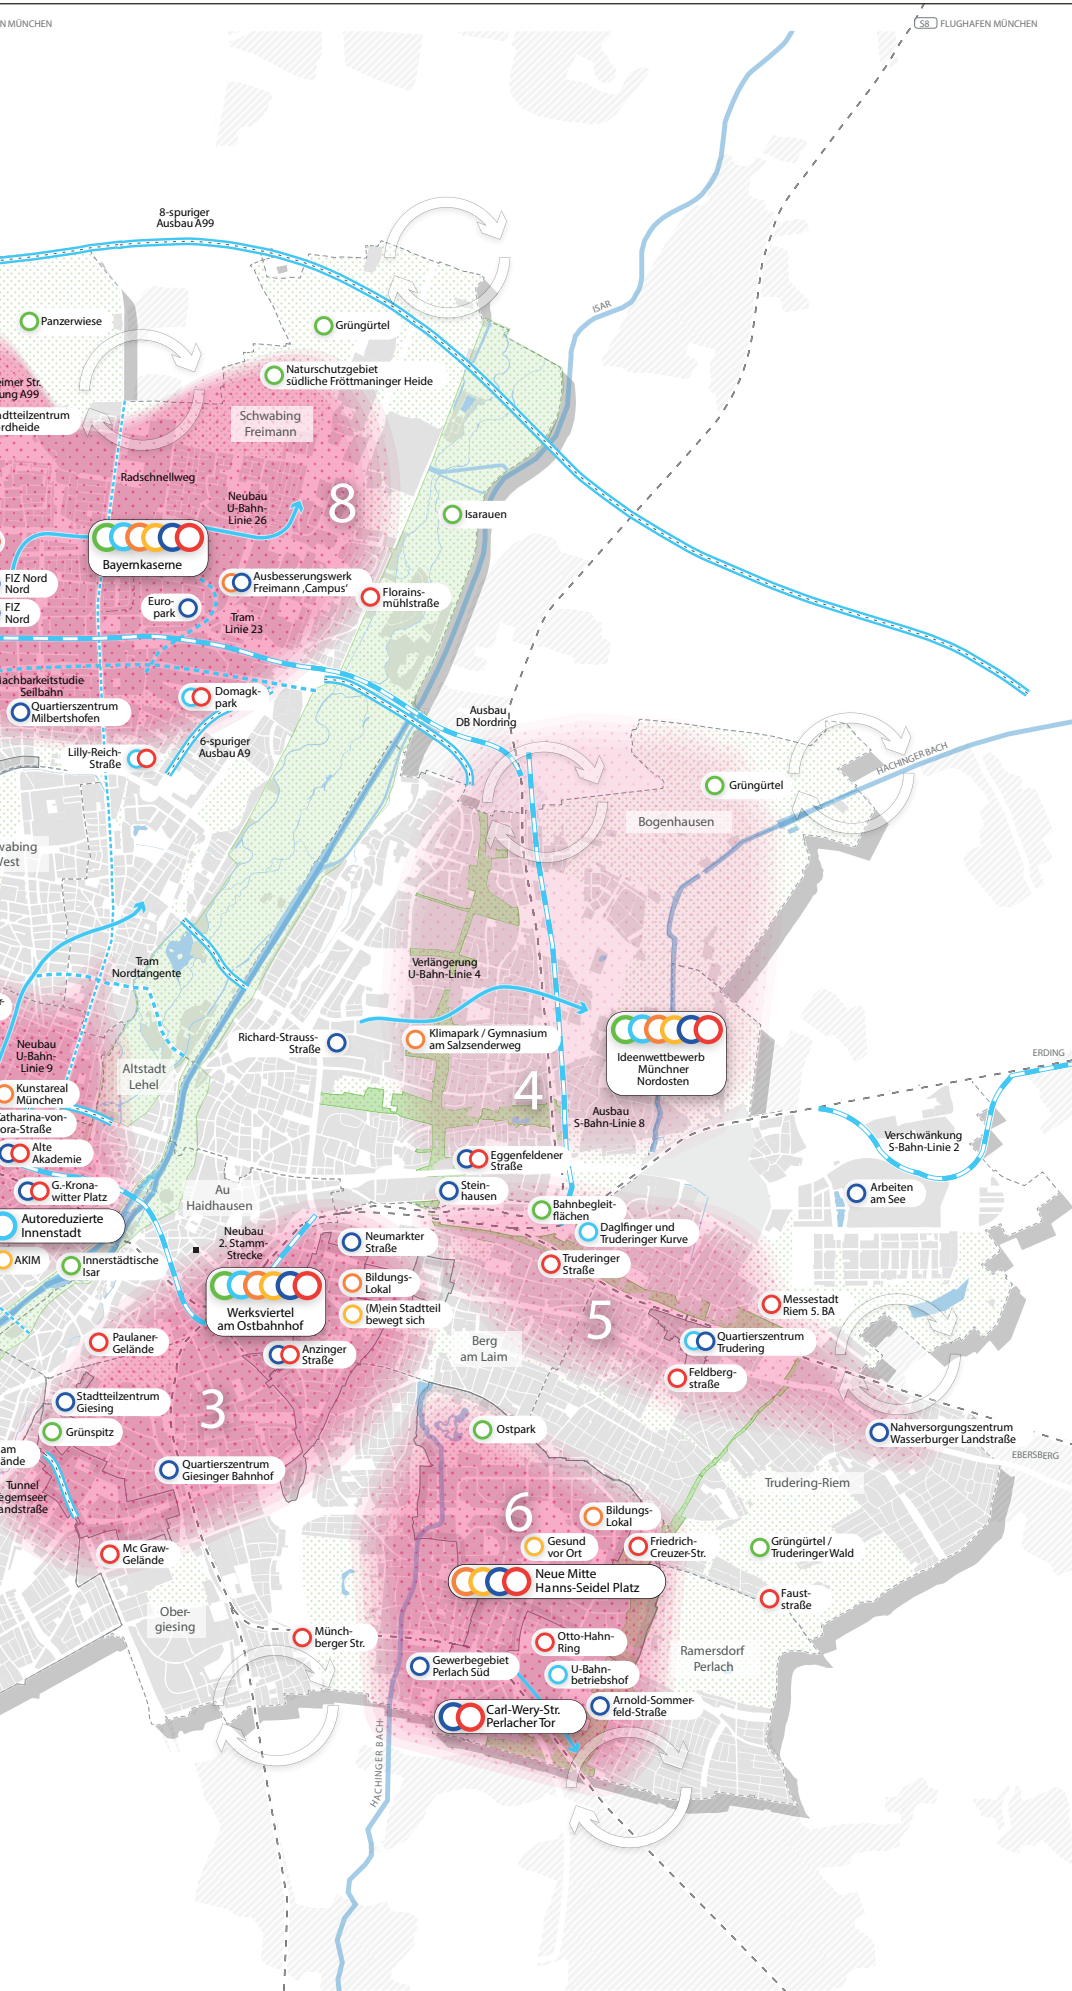 N MÜNCHEN
S8 FLUGHAFEN MÜNCHEN
8-spuriger
Ausbau A99
ISAR
Panzerwiese
Grüngürtel
Naturschutzgebiet
südliche Fröttmaninger Heide
eimer Str.
ung A99
dtteilzentrum
rdheide
Schwabing
Freimann
Radschnellweg
Neubau
U-Bahn-
Linie 26
8
Isarauen
Bayernkaserne
FIZ Nord
Nord
FIZ
Nord
Ausbesserungswerk
Freimann ‚Campus‘
Florains-
mühlstraße
Euro-
park
Tram
Linie 23
achbarkeitstudie
Seilbahn
Quartierszentrum
Milbertshofen
Domagk-
park
6-spuriger
Ausbau A9
Lilly-Reich-
Straße
Ausbau
DB Nordring
HACHINGER BACH
Grüngürtel
Bogenhausen
wabing
West
Tram
Nordtangente
Verlängerung
U-Bahn-Linie 4
Neubau
U-Bahn-
Linie 9
Richard-Strauss-
Straße
Klimapark / Gymnasium
am Salzsenderweg
Ideenwettbewerb
Münchner
Nordosten
ERDING
Altstadt
Lehel
4
Kunstareal
München
atharina-von-
ora-Straße
Ausbau
S-Bahn-Linie 8
Verschwänkung
S-Bahn-Linie 2
Alte
Akademie
Eggenfeldener
Straße
G.-Krona-
witter Platz
Au
Haidhausen
Stein-
hausen
Arbeiten
am See
Autoreduzierte
Innenstadt
Bahnbegleit-
flächen
Daglfinger und
Truderinger Kurve
Neubau
2. Stamm-
Strecke
Neumarkter
Straße
AKIM
Innerstädtische
Isar
Truderinger
Straße
Bildungs-
Lokal
Werksviertel
am Ostbahnhof
(M)ein Stadtteil
bewegt sich
Messestadt
Riem 5. BA
5
Paulaner-
Gelände
Anzinger
Straße
Berg
am Laim
Quartierszentrum
Trudering
Feldberg-
straße
Stadtteilzentrum
Giesing
3
Grünspitz
Ostpark
Nahversorgungszentrum
Wasserburger Landstraße
EBERSBERG
am
ände
Quartierszentrum
Giesinger Bahnhof
Tunnel
egernseer
andstraße
Trudering-Riem
6
Bildungs-
Lokal
Mc Graw-
Gelände
Gesund
vor Ort
Friedrich-
Creuzer-Str.
Grüngürtel /
Truderinger Wald
Neue Mitte
Hanns-Seidel Platz
Faust-
straße
Ober-
giesing
Münch-
berger Str.
Otto-Hahn-
Ring
Ramersdorf
Perlach
Gewerbegebiet
Perlach Süd
U-Bahn-
betriebshof
Carl-Wery-Str.
Perlacher Tor
Arnold-Sommer-
feld-Straße
HACHINGER BACH